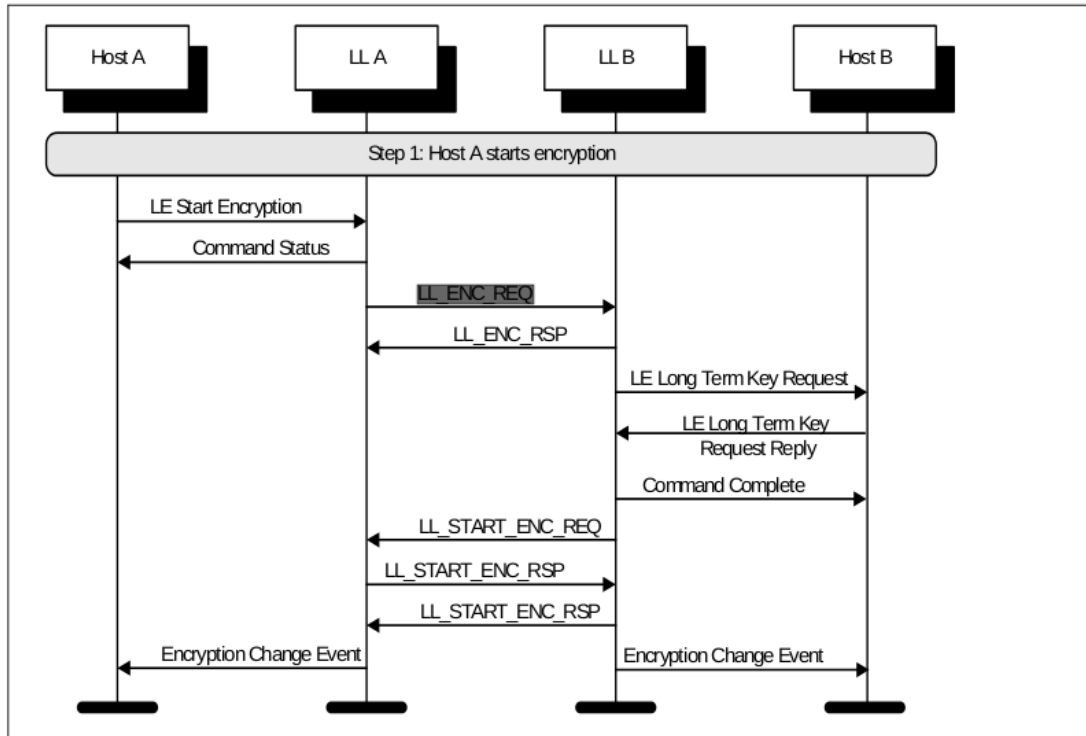 Host A
LL A
LL B
Host B
Step 1: Host A starts encryption
LE Start Encryption
Command Status
LL_ENC_REQ
LL_ENC_RSP
LE Long Term Key Request
LE Long Term Key
Request Reply
Command Complete
LL_START_ENC_REQ
LL_START_ENC_RSP
LL_START_ENC_RSP
Encryption Change Event
Encryption Change Event